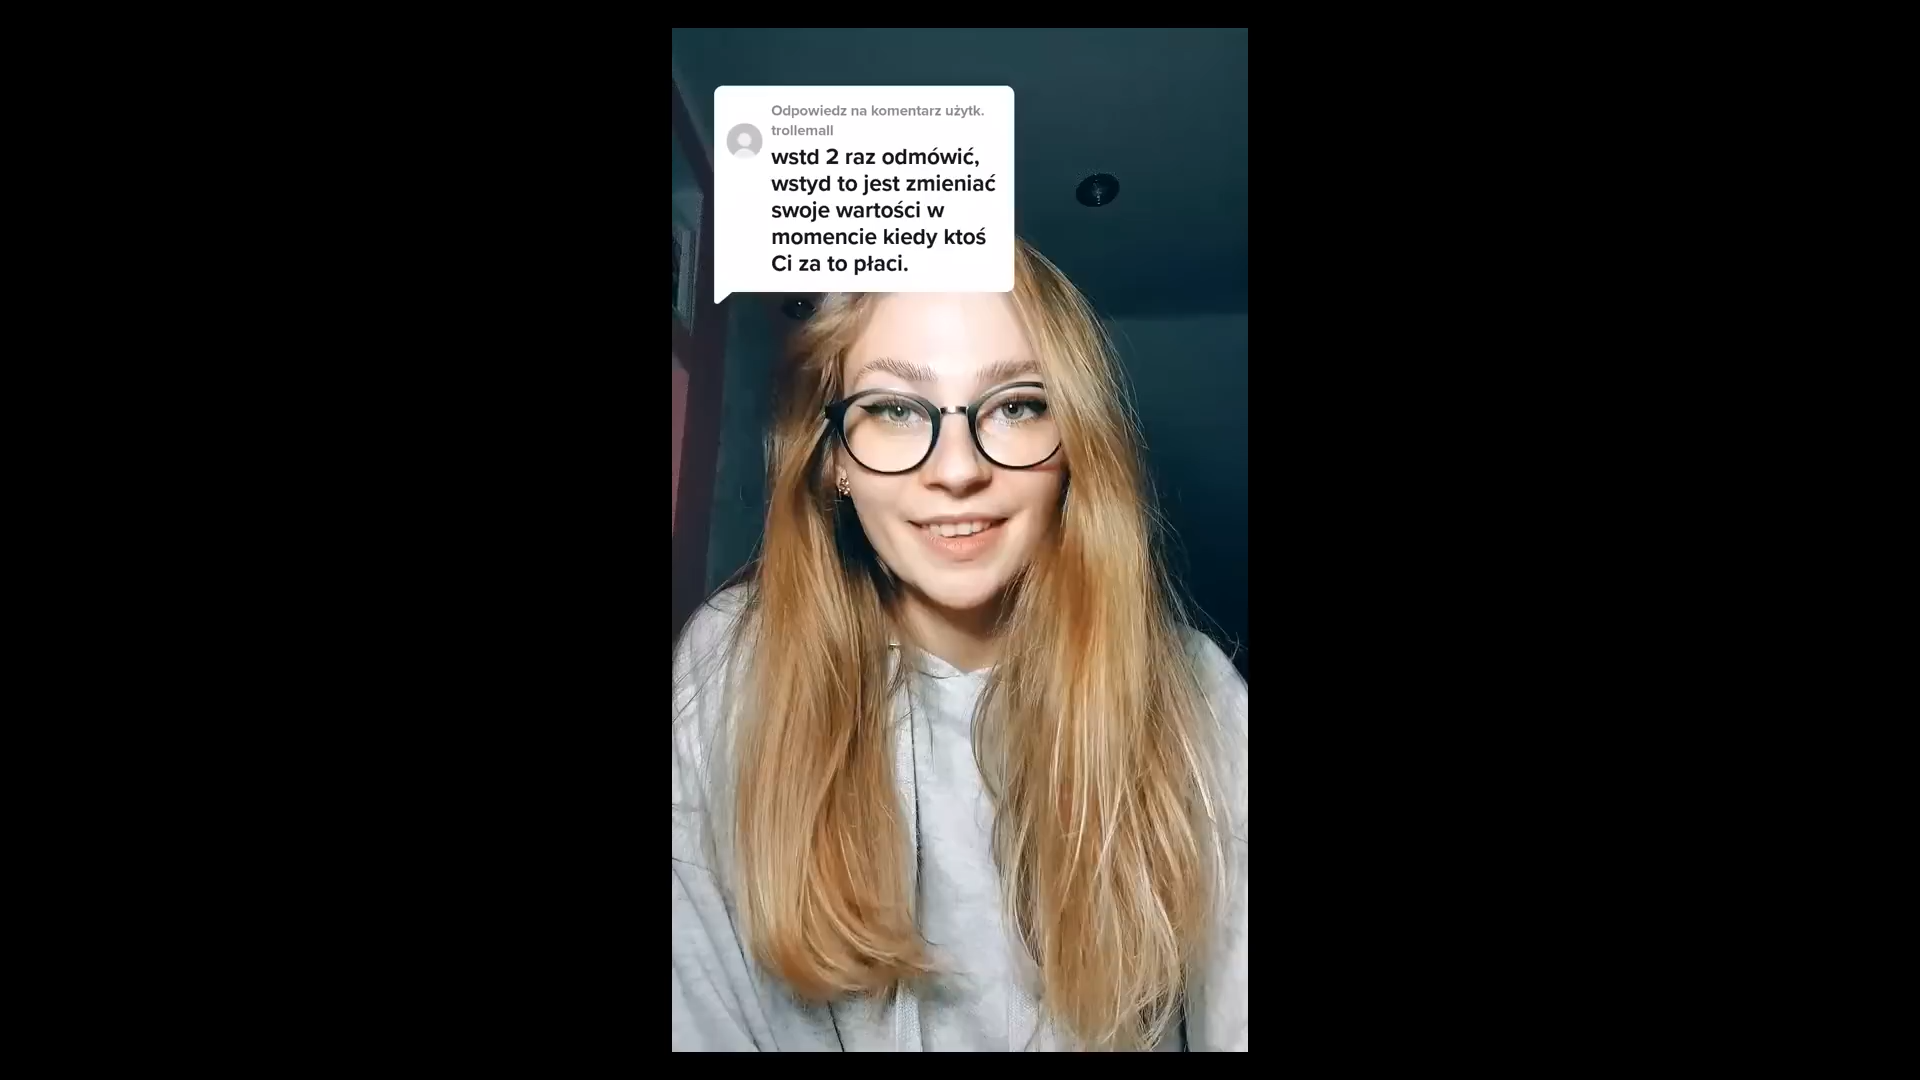 Odpowiedz na komentarz użytk.
trollemall
wstd 2 raz odmówić,
wstyd to jest zmieniać
swoje wartości w
momencie kiedy ktoś
Ci za to płaci.